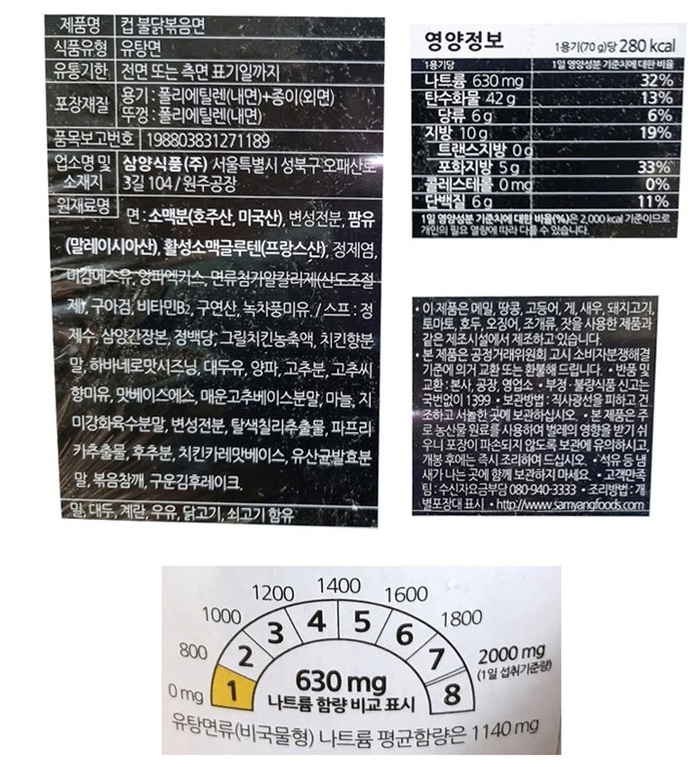 제품명 컵 불닭볶음면
식품유형 유탕면
유통기한 전면 또는 측면 표기일까지
포장재질 용기 : 폴리에틸렌(내면)+종이(외면)
뚜껑 : 폴리에틸렌(내면)
품목보고번호 198803831271189
업소명 및 소재지 삼양식품(주) 서울특별시 성북구 오패산로
3길 104 / 원주공장
원재료명
면 : 소맥분(호주산, 미국산), 변성전분, 팜유
(말레이시아산), 활성소맥글루텐(프랑스산), 정제염,
미감에스유, 양파엑기스, 면류첨가알칼리제(산도조절
제), 구아검, 비타민B₂, 구연산, 녹차풍미유. / 스프 : 정
제수, 삼양간장본, 정백당, 그릴치킨농축액, 치킨향분
말, 하바네로맛시즈닝, 대두유, 양파, 고추분, 고추씨
향미유, 맛베이스에스, 매운고추베이스분말, 마늘, 지
미강화육수분말, 변성전분, 탈색칠리추출물, 파프리
카추출물, 후추분, 치킨카레맛베이스, 유산균발효분
말, 볶음참깨, 구운김후레이크.
밀, 대두, 계란, 우유, 닭고기, 쇠고기 함유
영양정보 1용기(70 g)당 280 kcal
1용기당 1일 영양성분 기준치에 대한 비율
나트륨 630 mg 32%
탄수화물 42 g 13%
당류 6 g 6%
지방 10 g 19%
트랜스지방 0 g
포화지방 5 g 33%
콜레스테롤 0 mg 0%
단백질 6 g 11%
1일 영양성분 기준치에 대한 비율(%)은 2,000 kcal 기준이므로
개인의 필요 열량에 따라 다를 수 있습니다.
• 이 제품은 메밀, 땅콩, 고등어, 게, 새우, 돼지고기,
토마토, 호두, 오징어, 조개류, 잣을 사용한 제품과
같은 제조시설에서 제조하고 있습니다.
• 본 제품은 공정거래위원회 고시 소비자분쟁해결
기준에 의거 교환 또는 환불해 드립니다. • 반품 및
교환 : 본사, 공장, 영업소 • 부정·불량식품 신고는
국번없이 1399 • 보관방법 : 직사광선을 피하고 건
조하고 서늘한 곳에 보관하십시오. • 본 제품은 주
로 농산물 원료를 사용하여 벌레의 영향을 받기 쉬
우니 포장이 파손되지 않도록 보관에 유의하시고,
개봉 후에는 즉시 조리하여 드십시오. • 석유 등 냄
새가 나는 곳에 함께 보관하지 마세요. • 고객만족
팀 : 수신자요금부담 080-940-3333 • 조리방법 : 개
별포장대 표시 • http://www.samyangfoods.com
0 mg 800 1000 1200 1400 1600 1800 2000 mg
(1일 섭취기준량)
1 2 3 4 5 6 7 8
630 mg
나트륨 함량 비교 표시
유탕면류(비국물형) 나트륨 평균함량은 1140 mg